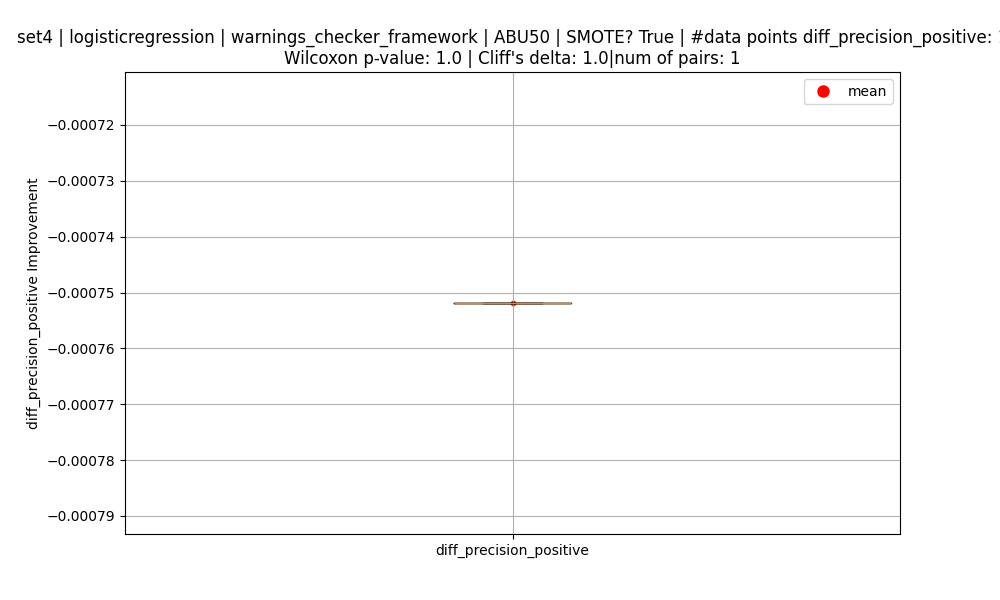 set4 | logisticregression | warnings_checker_framework | ABU50 | SMOTE? True | #data points diff_precision_positive:
Wilcoxon p-value: 1.0 | Cliff's delta: 1.0|num of pairs: 1
mean
−0.00072
−0.00073
−0.00074
−0.00075
−0.00076
−0.00077
−0.00078
−0.00079
diff_precision_positive Improvement
diff_precision_positive